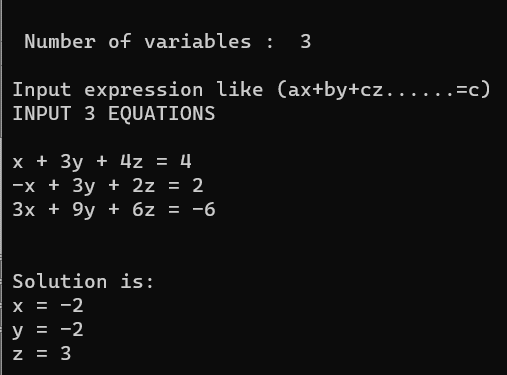 Number of variables :  3
Input expression like (ax+by+cz......=c)
INPUT 3 EQUATIONS
x + 3y + 4z = 4
-x + 3y + 2z = 2
3x + 9y + 6z = -6
Solution is:
x = -2
y = -2
z = 3